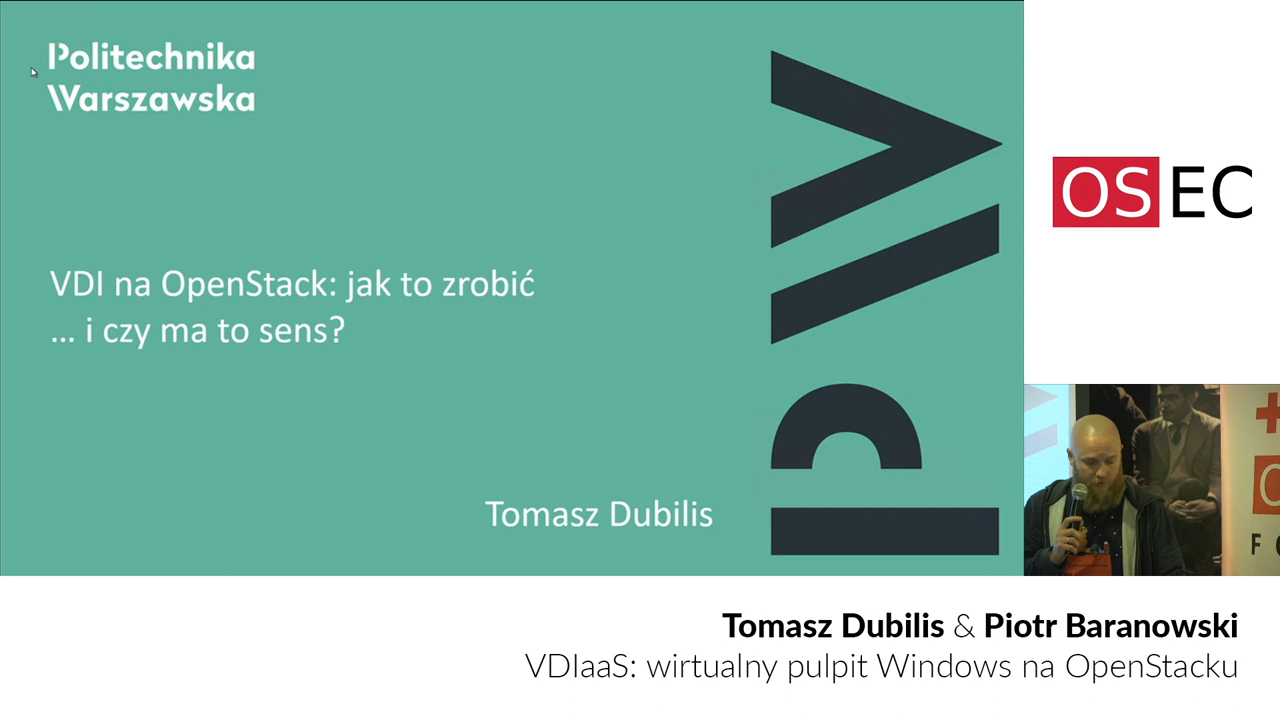 Politechnika
Warszawska
VDI na OpenStack: jak to zrobić
... i czy ma to sens?
Tomasz Dubilis
PW
OSEC
F
Tomasz Dubilis & Piotr Baranowski
VDIaaS: wirtualny pulpit Windows na OpenStacku